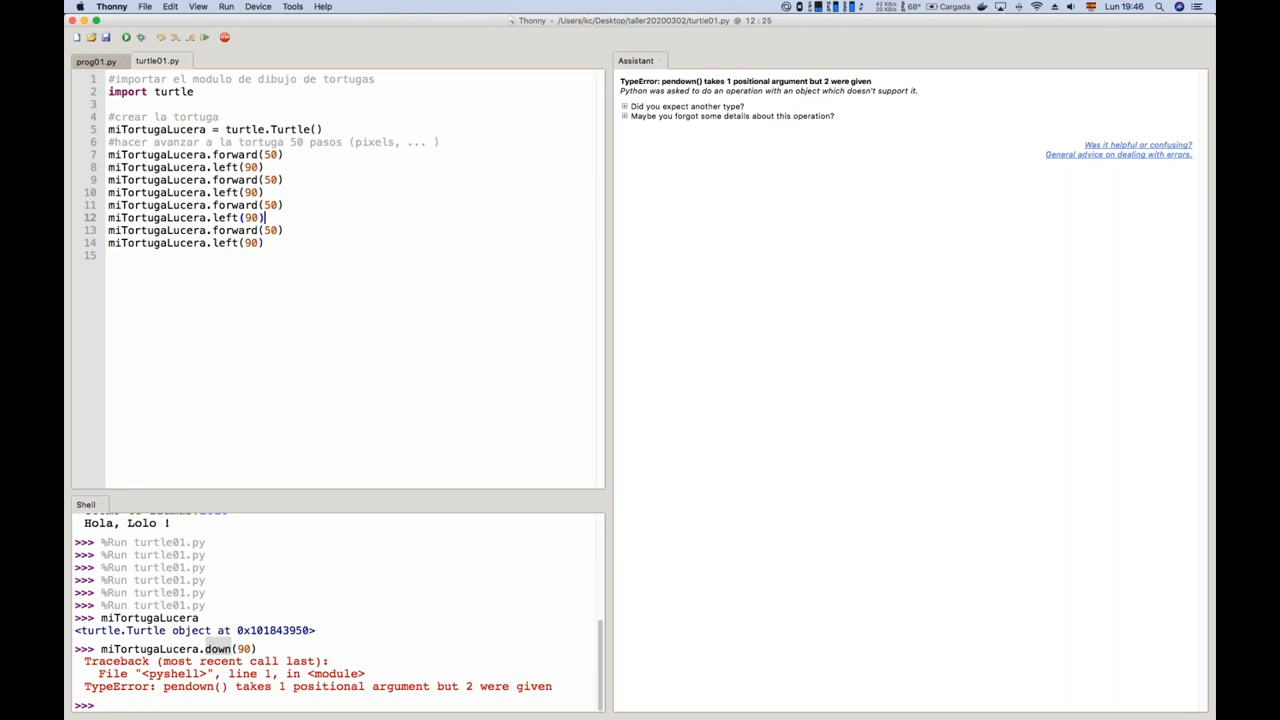 Thonny File Edit View Run Device Tools Help 42 KB/s 20 KB/s 68° Cargada Lun 19:46
Thonny - /Users/kc/Desktop/taller20200302/turtle01.py @ 12 : 25
prog01.py turtle01.py
1 #importar el modulo de dibujo de tortugas
2 import turtle
3
4 #crear la tortuga
5 miTortugaLucera = turtle.Turtle()
6 #hacer avanzar a la tortuga 50 pasos (pixels, ... )
7 miTortugaLucera.forward(50)
8 miTortugaLucera.left(90)
9 miTortugaLucera.forward(50)
10 miTortugaLucera.left(90)
11 miTortugaLucera.forward(50)
12 miTortugaLucera.left(90)
13 miTortugaLucera.forward(50)
14 miTortugaLucera.left(90)
15
Shell
Hola, Lolo !
>>> %Run turtle01.py
>>> %Run turtle01.py
>>> %Run turtle01.py
>>> %Run turtle01.py
>>> %Run turtle01.py
>>> %Run turtle01.py
>>> miTortugaLucera
<turtle.Turtle object at 0x101843950>
>>> miTortugaLucera.down(90)
Traceback (most recent call last):
File "<pyshell>", line 1, in <module>
TypeError: pendown() takes 1 positional argument but 2 were given
>>>
Assistant
TypeError: pendown() takes 1 positional argument but 2 were given
Python was asked to do an operation with an object which doesn't support it.
Did you expect another type?
Maybe you forgot some details about this operation?
Was it helpful or confusing?
General advice on dealing with errors.